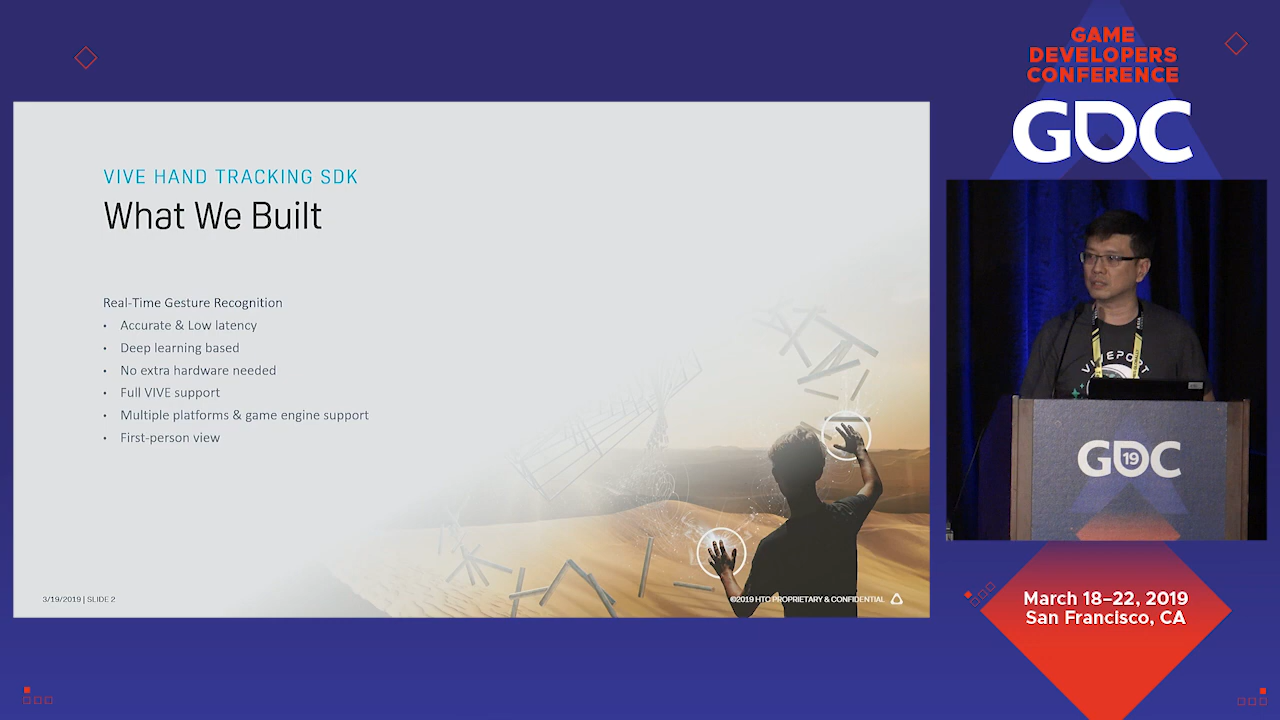 VIVE HAND TRACKING SDK
What We Built
Real-Time Gesture Recognition
• Accurate & Low latency
• Deep learning based
• No extra hardware needed
• Full VIVE support
• Multiple platforms & game engine support
• First-person view
3/19/2019 | SLIDE 2
©2019 HTC PROPRIETARY & CONFIDENTIAL
GAME
DEVELOPERS
CONFERENCE
GDC
VIVEPORT
GDC
19
March 18–22, 2019
San Francisco, CA